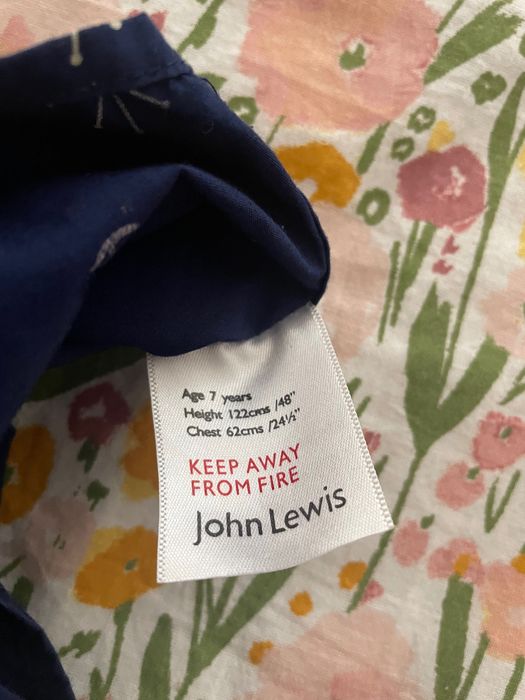 Age 7 years
Height 122cms /48"
Chest 62cms /24½"
KEEP AWAY
FROM FIRE
John Lewis